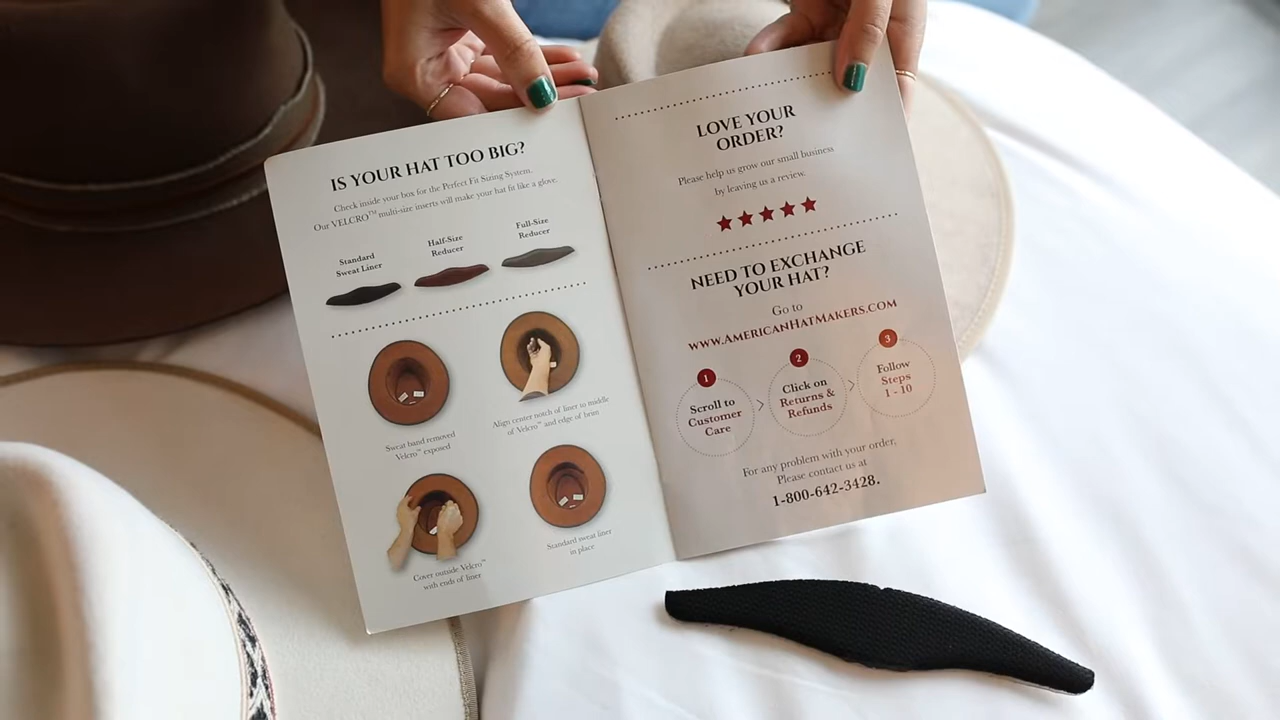 IS YOUR HAT TOO BIG?
Check inside your box for the Perfect Fit Sizing System.
Our VELCRO™ multi-size inserts will make your hat fit like a glove.
Standard
Sweat Liner
Half-Size
Reducer
Full-Size
Reducer
Sweat band removed
Velcro™ exposed
Align center notch of liner to middle
of Velcro™ and edge of brim
Cover outside Velcro™
with ends of liner
Standard sweat liner
in place
LOVE YOUR
ORDER?
Please help us grow our small business
by leaving us a review.
NEED TO EXCHANGE
YOUR HAT?
Go to
www.AmericanHatMakers.com
1
Scroll to
Customer
Care
2
Click on
Returns &
Refunds
3
Follow
Steps
1 - 10
For any problem with your order,
Please contact us at
1-800-642-3428.